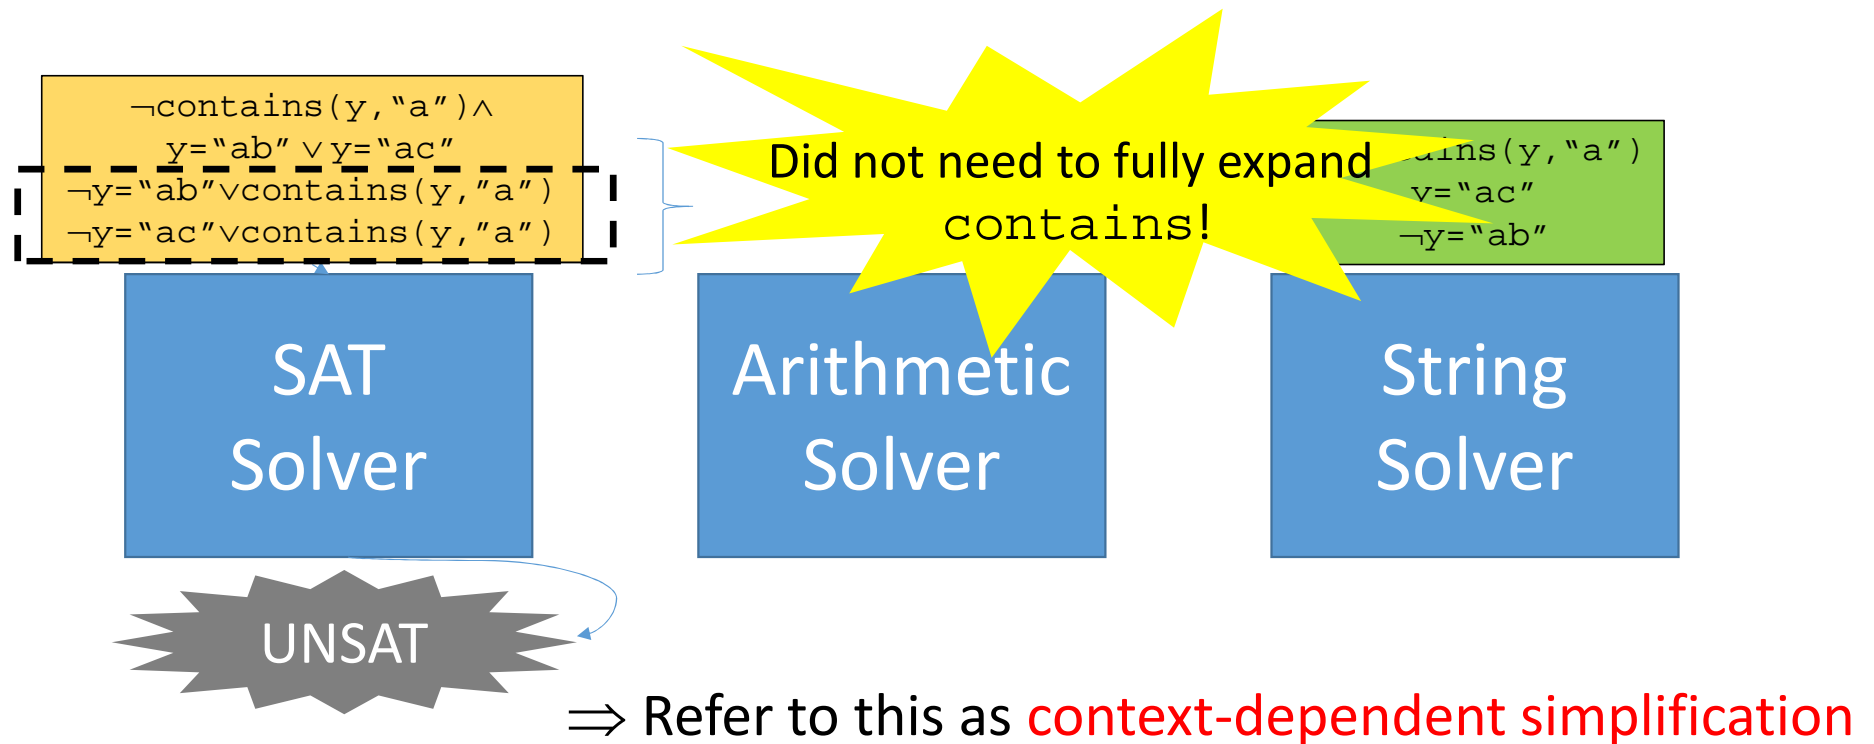 ¬contains(y,“a”)∧
y=“ab” ∨ y=“ac”
¬y=“ab”∨contains(y,”a”)
¬y=“ac”∨contains(y,”a”)
Did not need to fully expand
contains!
(y,“a”)
y=“ac”
¬y=“ab”
SAT
Solver
Arithmetic
Solver
String
Solver
UNSAT
⇒ Refer to this as context-dependent simplification